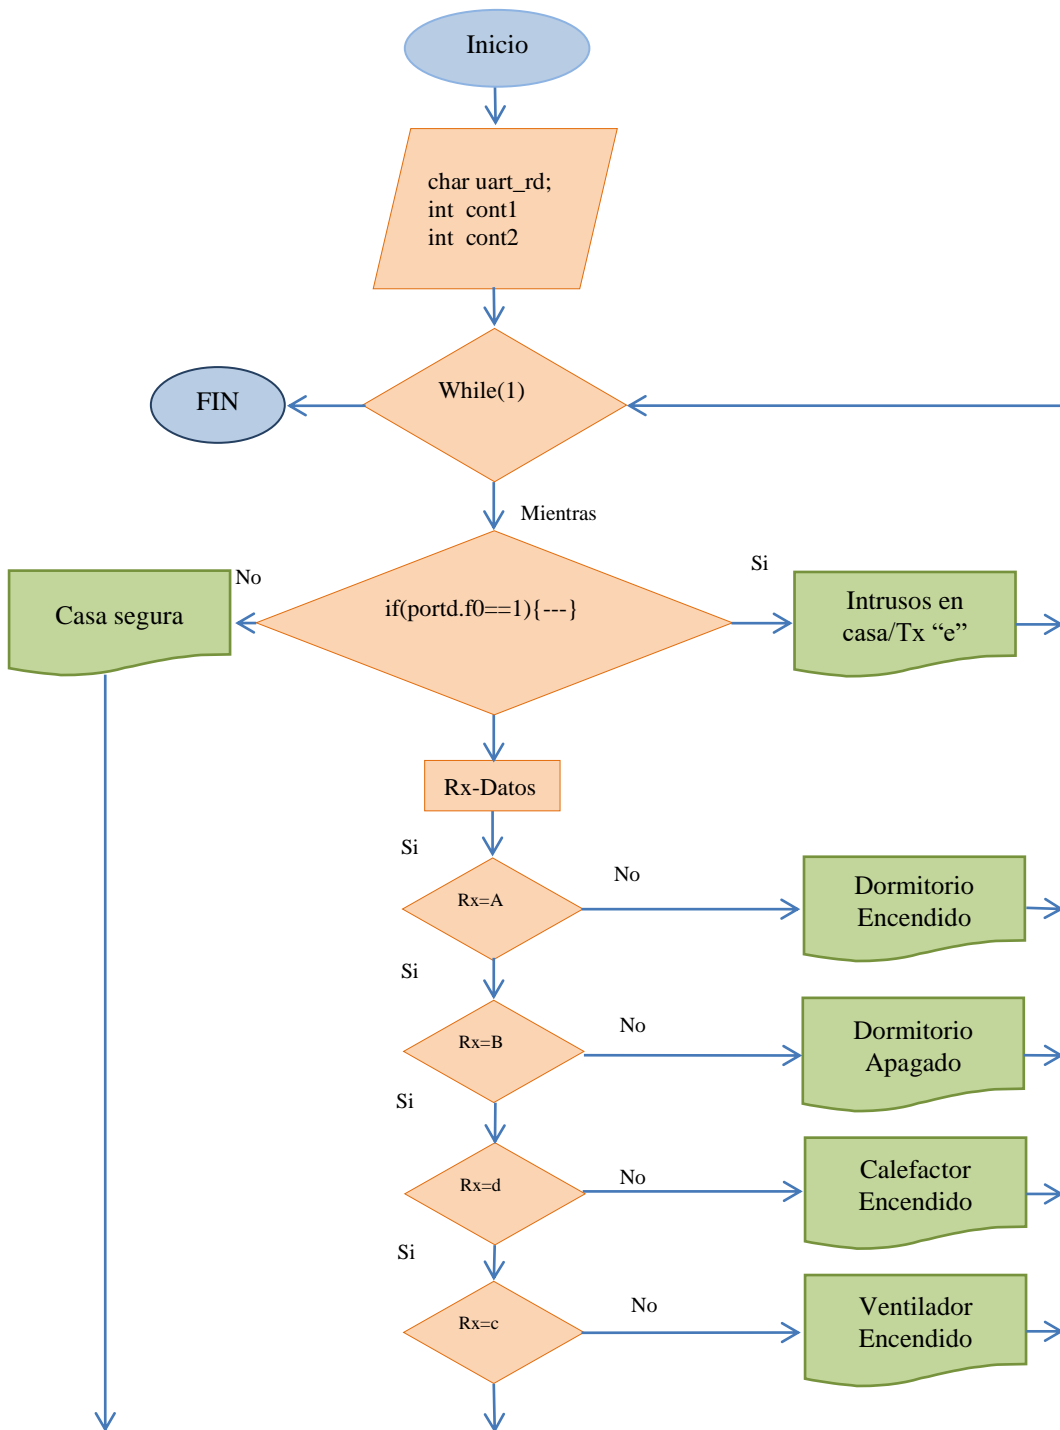 Inicio
char uart_rd;
int cont1
int cont2
While(1)
FIN
Mientras
No
Si
Casa segura
if(portd.f0==1){---}
Intrusos en
casa/Tx “e”
Rx-Datos
Si
Rx=A
No
Dormitorio
Encendido
Si
Rx=B
No
Dormitorio
Apagado
Si
Rx=d
No
Calefactor
Encendido
Si
Rx=c
No
Ventilador
Encendido